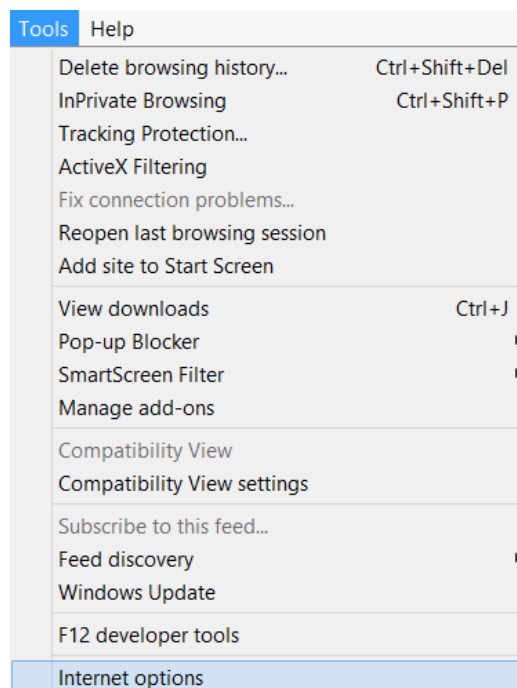 Tools Help
Delete browsing history... Ctrl+Shift+Del
InPrivate Browsing Ctrl+Shift+P
Tracking Protection...
ActiveX Filtering
Fix connection problems...
Reopen last browsing session
Add site to Start Screen
View downloads Ctrl+J
Pop-up Blocker
SmartScreen Filter
Manage add-ons
Compatibility View
Compatibility View settings
Subscribe to this feed...
Feed discovery
Windows Update
F12 developer tools
Internet options